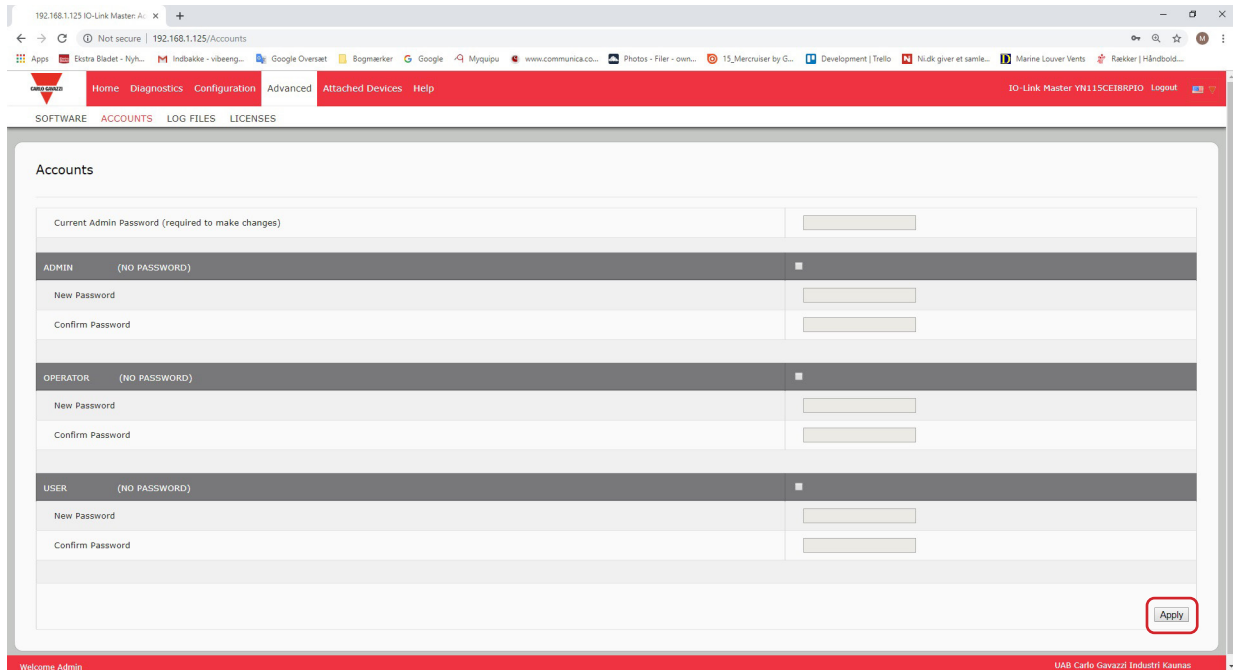 192.168.1.125 IO-Link Master: Ac
Not secure | 192.168.1.125/Accounts
Apps Ekstra Bladet - Nyh... Indbakke - vibeeng... Google Oversæt Bogmærker Google Myquipu www.communica.co... Photos - Filer - own... 15_Mercruiser by G... Development | Trello Ni.dk giver et samle... Marine Louver Vents Rækker | Håndbold....
CARLO GAVAZZI Home Diagnostics Configuration Advanced Attached Devices Help IO-Link Master YN115CEI8RPIO Logout
SOFTWARE ACCOUNTS LOG FILES LICENSES
Accounts
Current Admin Password (required to make changes)
ADMIN (NO PASSWORD)
New Password
Confirm Password
OPERATOR (NO PASSWORD)
New Password
Confirm Password
USER (NO PASSWORD)
New Password
Confirm Password
Apply
Welcome Admin UAB Carlo Gavazzi Industri Kaunas